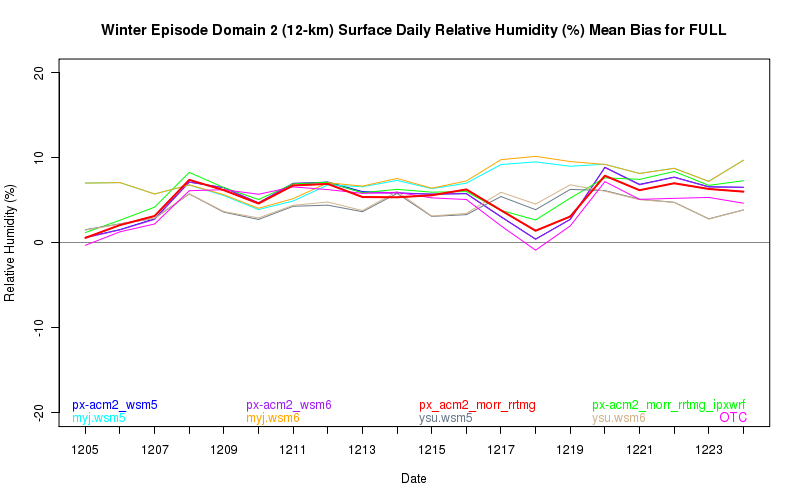 Winter Episode Domain 2 (12-km) Surface Daily Relative Humidity (%) Mean Bias for FULL
Relative Humidity (%)
20
10
0
-10
-20
px-acm2_wsm5 px-acm2_wsm6 px_acm2_morr_rrtmg px-acm2_morr_rrtmg_ipxwrf
myj.wsm5 myj.wsm6 ysu.wsm5 ysu.wsm6 OTC
1205 1207 1209 1211 1213 1215 1217 1219 1221 1223
Date